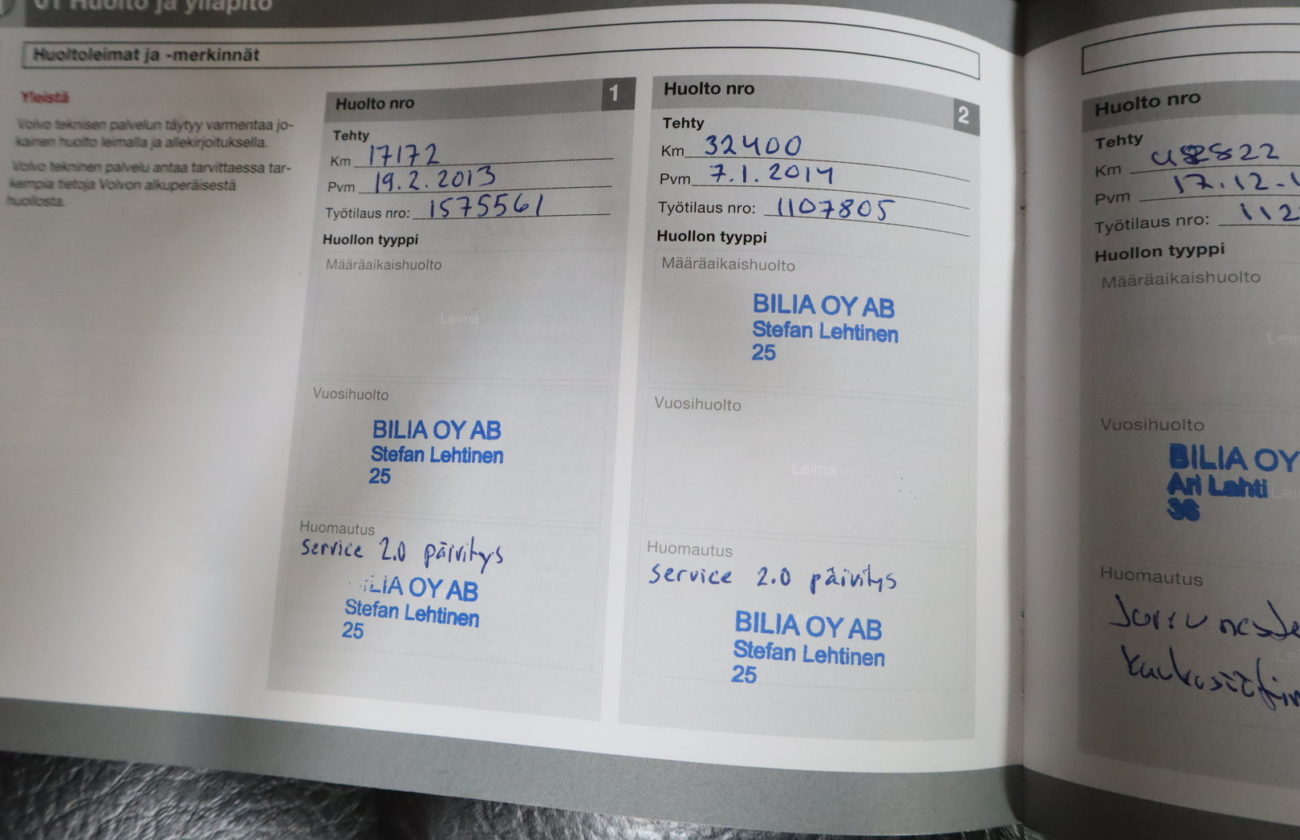 01 Huolto ja ylläpito
Huoltoleimat ja -merkinnät
Yleistä
Volvo teknisen palvelun täytyy varmentaa jo-
kainen huolto leimalla ja allekirjoituksella.
Volvo tekninen palvelu antaa tarvittaessa tar-
kempia tietoja Volvon alkuperäisestä
huollosta.
Huolto nro 1
Tehty
Km 17172
Pvm 19.2.2013
Työtilaus nro: 1575561
Huollon tyyppi
Määräaikaishuolto
Leima
Vuosihuolto
BILIA OY AB
Stefan Lehtinen
25
Huomautus
Service 2.0 päivitys
BILIA OY AB
Stefan Lehtinen
25
Huolto nro 2
Tehty
Km 32400
Pvm 7.1.2014
Työtilaus nro: 1107805
Huollon tyyppi
Määräaikaishuolto
BILIA OY AB
Stefan Lehtinen
25
Vuosihuolto
Leima
Huomautus
Service 2.0 päivitys
BILIA OY AB
Stefan Lehtinen
25
Huolto nro
Tehty
Km
Pvm 17.12.
Työtilaus nro: 112
Huollon tyyppi
Määräaikaishuolto
Vuosihuolto
BILIA OY
Ari Lahti
36
Huomautus